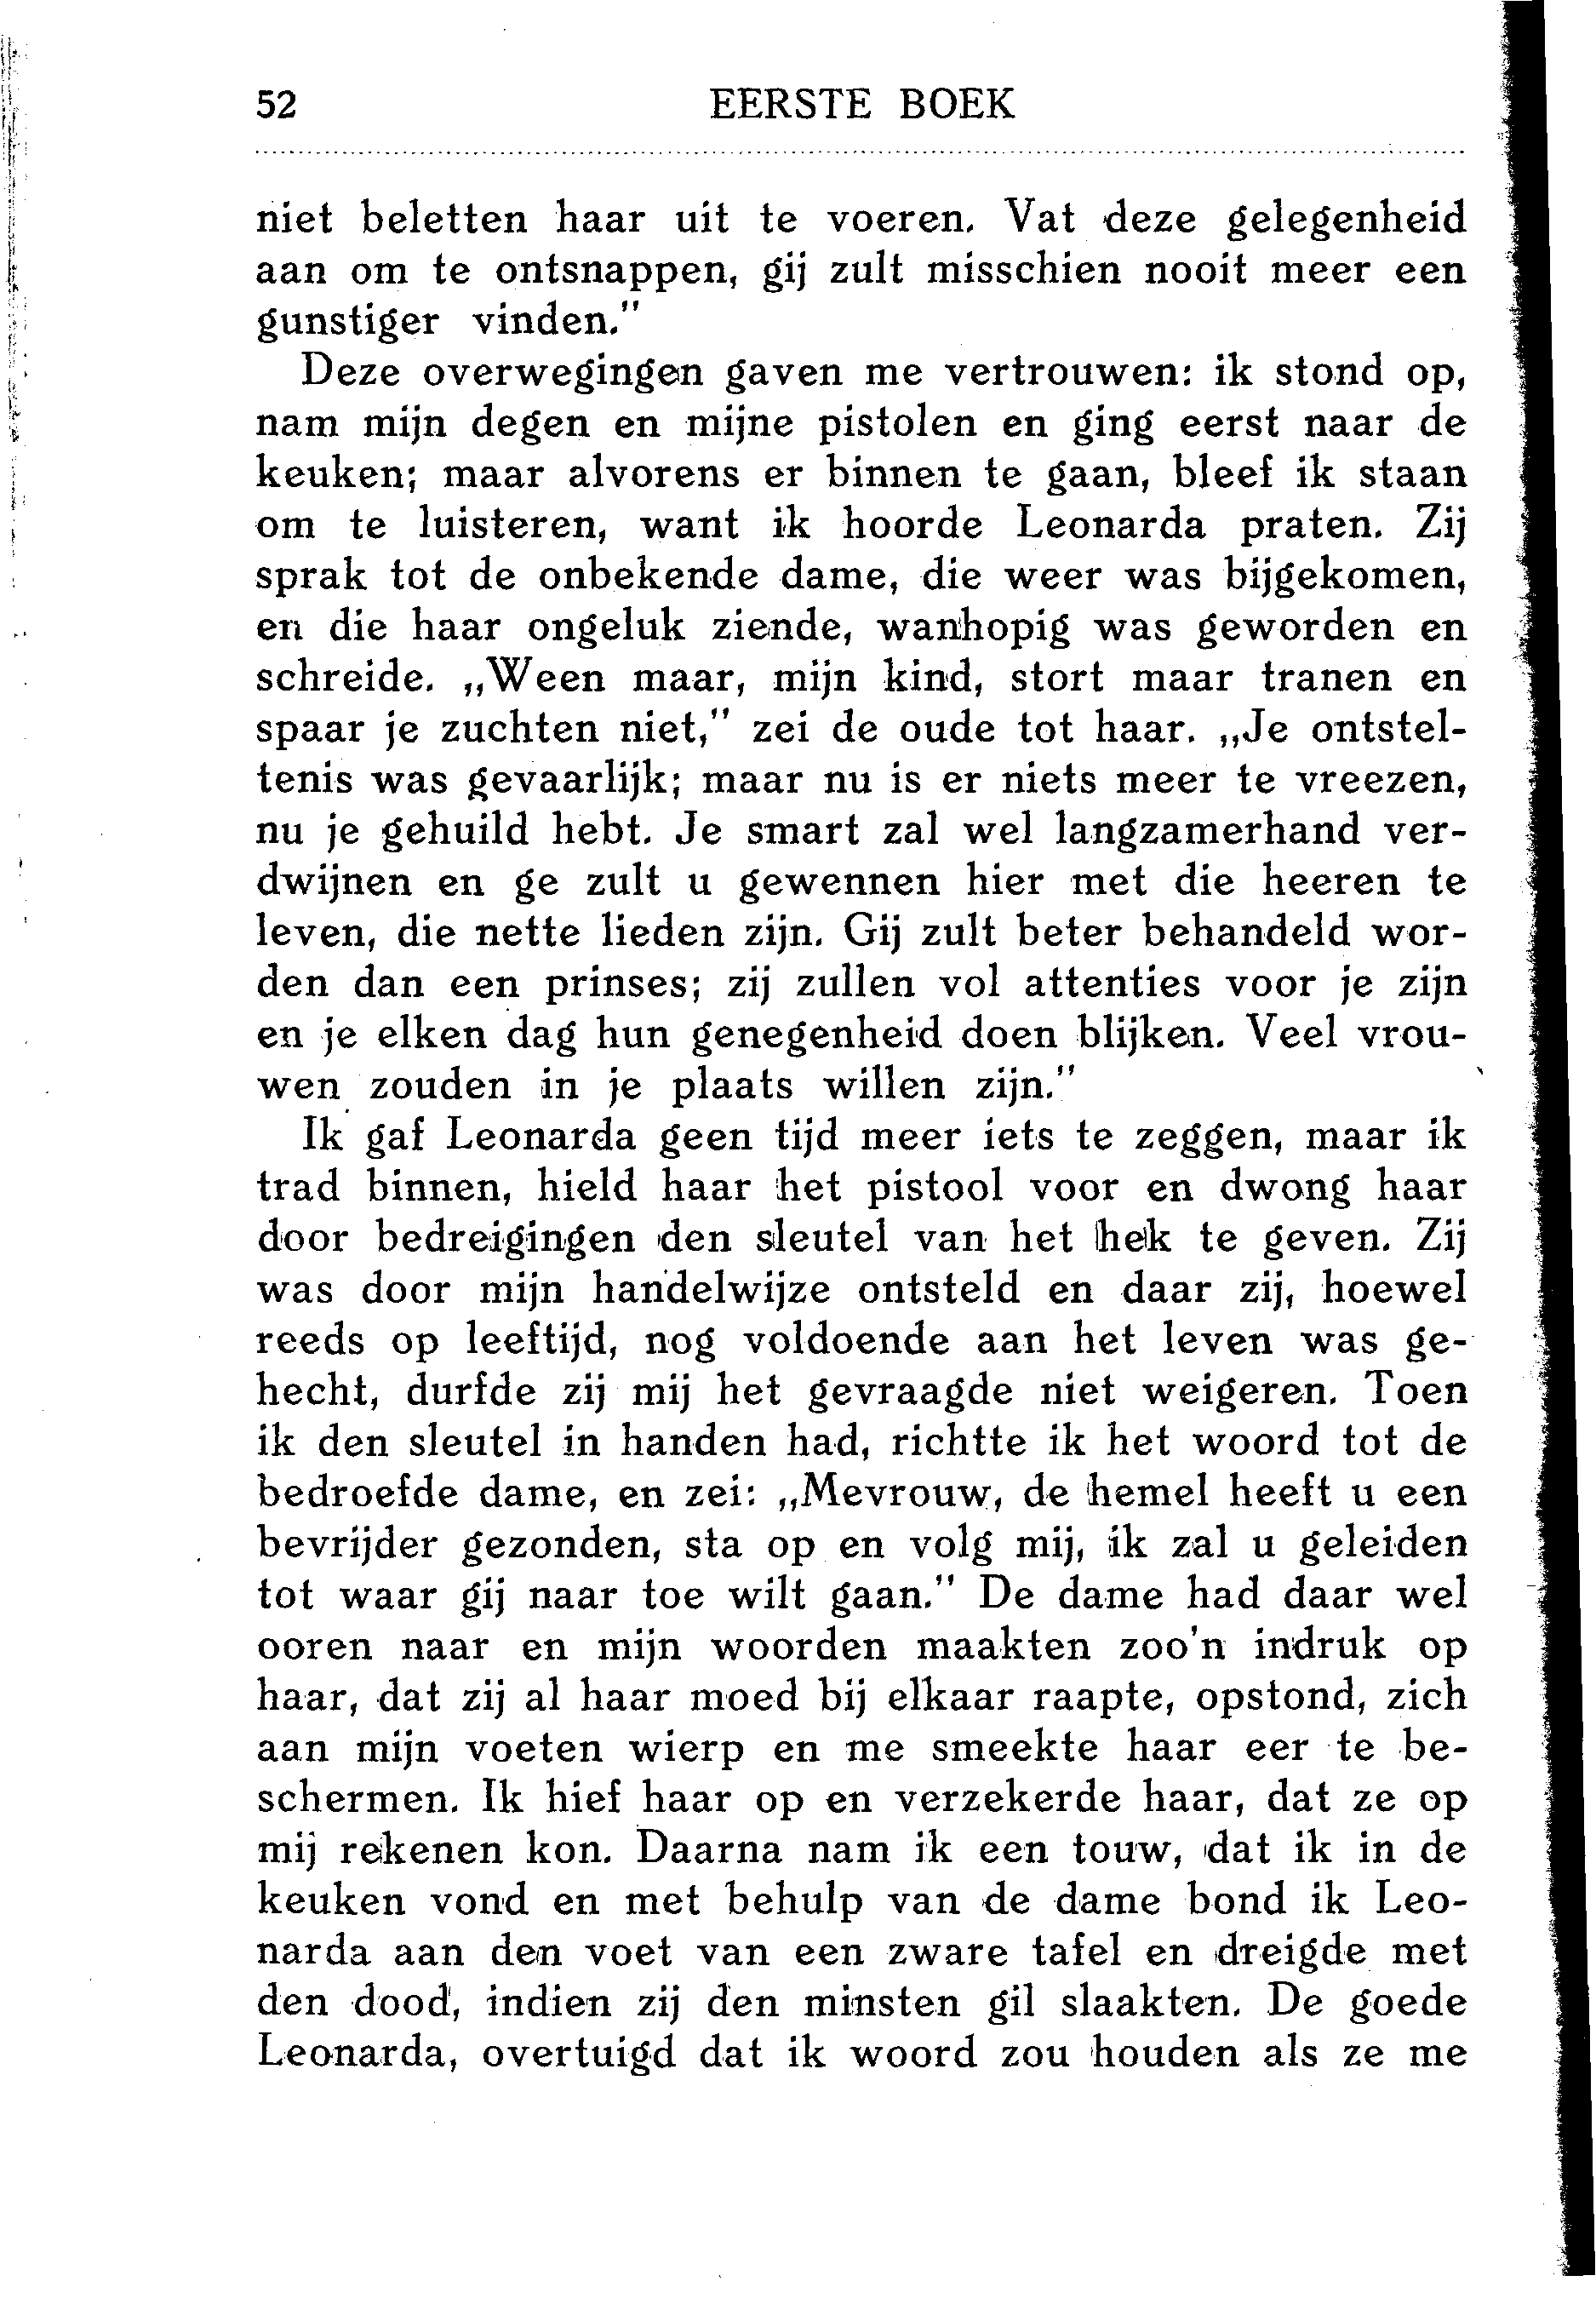 52 EERSTE BOEK
niet beletten haar uit te voeren. Vat deze gelegenheid
aan om te ontsnappen, gij zult misschien nooit meer een
gunstiger vinden."
Deze overwegingen gaven me vertrouwen: ik stond op,
nam mijn degen en mijne pistolen en ging eerst naar de
keuken; maar alvorens er binnen te gaan, bleef ik staan
om te luisteren, want ik hoorde Leonarda praten. Zij
sprak tot de onbekende dame, die weer was bijgekomen,
en die haar ongeluk ziende, wanhopig was geworden en
schreide. „Ween maar, mijn kind, stort maar tranen en
spaar je zuchten niet," zei de oude tot haar. „Je ontstel-
tenis was gevaarlijk; maar nu is er niets meer te vreezen,
nu je gehuild hebt. Je smart zal wel langzamerhand ver-
dwijnen en ge zult u gewennen hier met die heeren te
leven, die nette lieden zijn. Gij zult beter behandeld wor-
den dan een prinses; zij zullen vol attenties voor je zijn
en je elken dag hun genegenheid doen blijken. Veel vrou-
wen zouden in je plaats willen zijn."
Ik gaf Leonarda geen tijd meer iets te zeggen, maar ik
trad binnen, hield haar het pistool voor en dwong haar
door bedreigingen den sleutel van het hek te geven. Zij
was door mijn handelwijze ontsteld en daar zij, hoewel
reeds op leeftijd, nog voldoende aan het leven was ge-
hecht, durfde zij mij het gevraagde niet weigeren. Toen
ik den sleutel in handen had, richtte ik het woord tot de
bedroefde dame, en zei: „Mevrouw, de hemel heeft u een
bevrijder gezonden, sta op en volg mij, ik zal u geleiden
tot waar gij naar toe wilt gaan." De dame had daar wel
ooren naar en mijn woorden maakten zoo'n indruk op
haar, dat zij al haar moed bij elkaar raapte, opstond, zich
aan mijn voeten wierp en me smeekte haar eer te be-
schermen. Ik hief haar op en verzekerde haar, dat ze op
mij rekenen kon. Daarna nam ik een touw, dat ik in de
keuken vond en met behulp van de dame bond ik Leo-
narda aan den voet van een zware tafel en dreigde met
den dood, indien zij den minsten gil slaakten. De goede
Leonarda, overtuigd dat ik woord zou houden als ze me